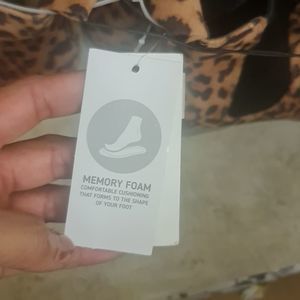 MEMORY FOAM
COMFORTABLE CUSHIONING
THAT FORMS TO THE SHAPE
OF YOUR FOOT